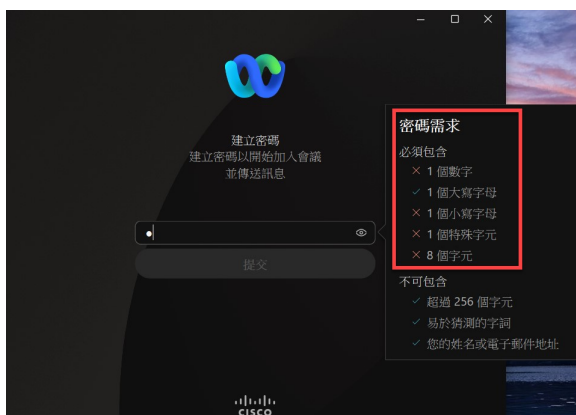 建立密碼
建立密碼以開始加入會議
並傳送訊息
提交
密碼需求
必須包含
1 個數字
1 個大寫字母
1 個小寫字母
1 個特殊字元
8 個字元
不可包含
超過 256 個字元
易於猜測的字詞
您的姓名或電子郵件地址
CISCO